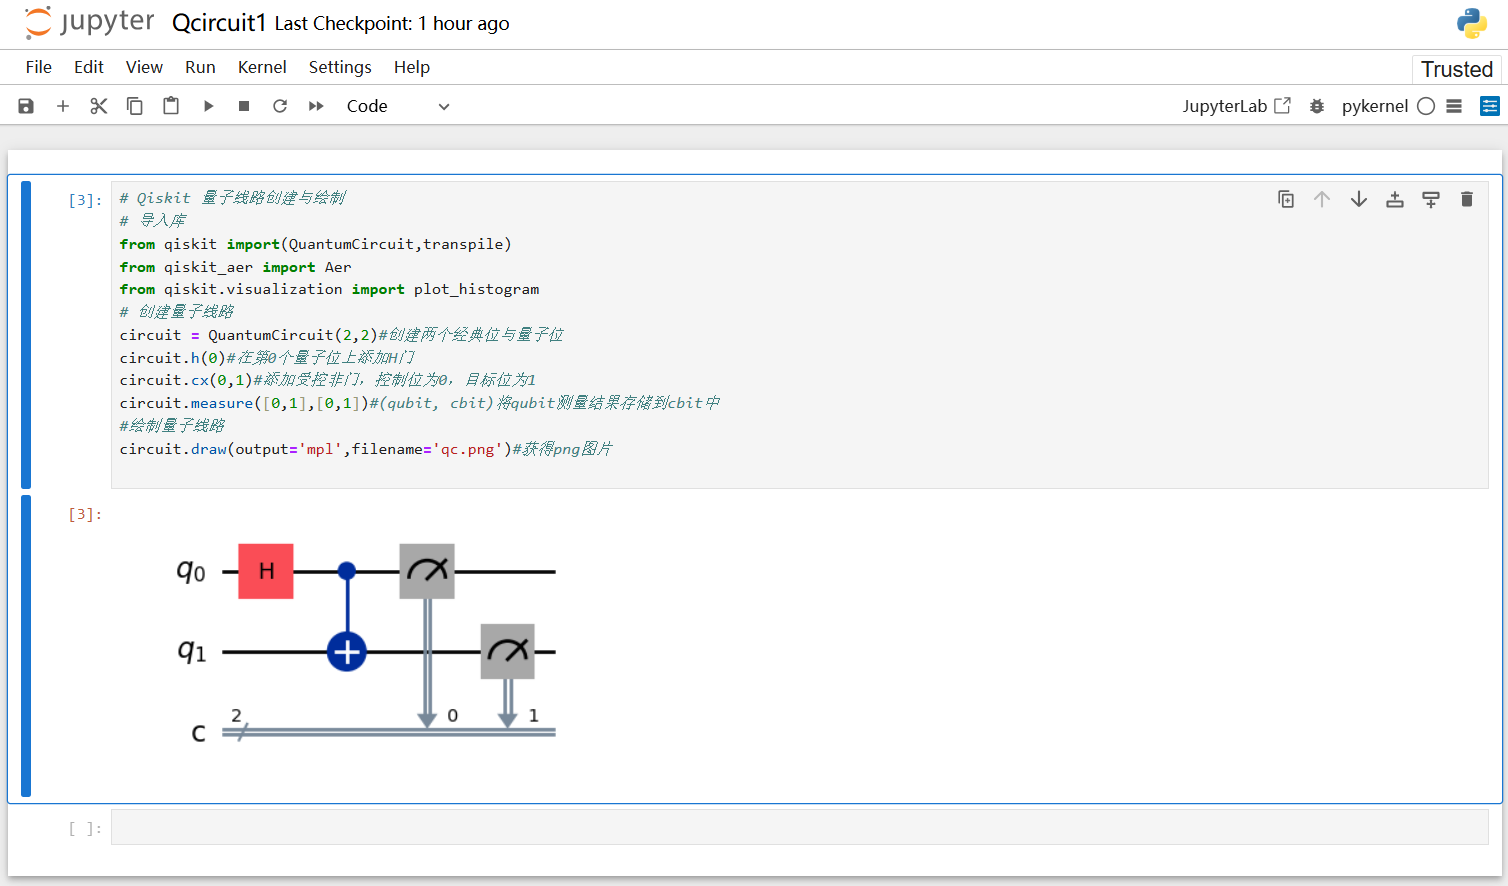 jupyter Qcircuit1 Last Checkpoint: 1 hour ago
File Edit View Run Kernel Settings Help Trusted
Code JupyterLab pykernel
[3]: # Qiskit 量子线路创建与绘制
# 导入库
from qiskit import(QuantumCircuit,transpile)
from qiskit_aer import Aer
from qiskit.visualization import plot_histogram
# 创建量子线路
circuit = QuantumCircuit(2,2)#创建两个经典位与量子位
circuit.h(0)#在第0个量子位上添加H门
circuit.cx(0,1)#添加受控非门，控制位为0，目标位为1
circuit.measure([0,1],[0,1])#(qubit, cbit)将qubit测量结果存储到cbit中
#绘制量子线路
circuit.draw(output='mpl',filename='qc.png')#获得png图片
[3]:
q0 H
q1
2 0 1
c
[ ]: